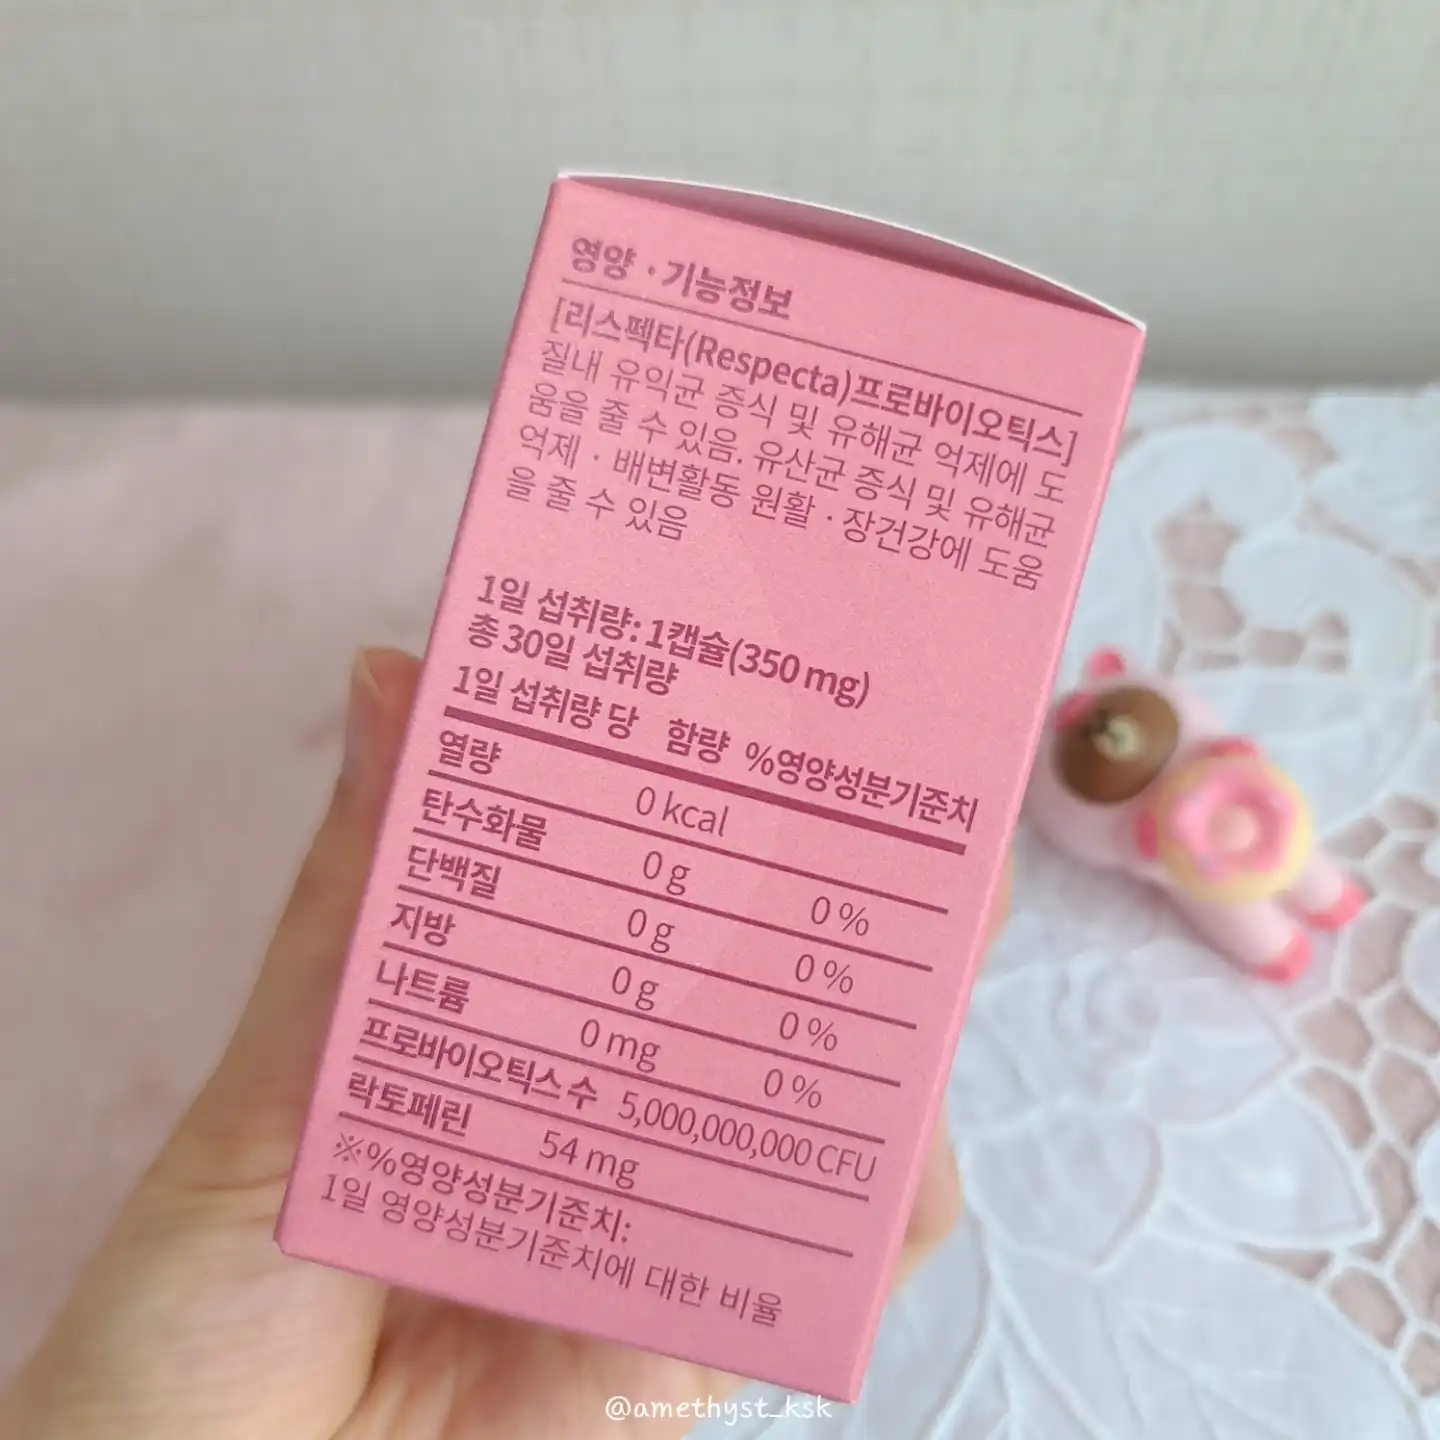 영양 · 기능정보
[리스펙타(Respecta)프로바이오틱스]
질내 유익균 증식 및 유해균 억제에 도
움을 줄 수 있음. 유산균 증식 및 유해균
억제 · 배변활동 원활 · 장건강에 도움
을 줄 수 있음
1일 섭취량: 1캡슐(350 mg)
총 30일 섭취량
1일 섭취량 당 함량 %영양성분기준치
열량 0 kcal
탄수화물 0 g 0 %
단백질 0 g 0 %
지방 0 g 0 %
나트륨 0 mg 0 %
프로바이오틱스 수 5,000,000,000 CFU
락토페린 54 mg
※%영양성분기준치:
1일 영양성분기준치에 대한 비율
@amethyst_ksk